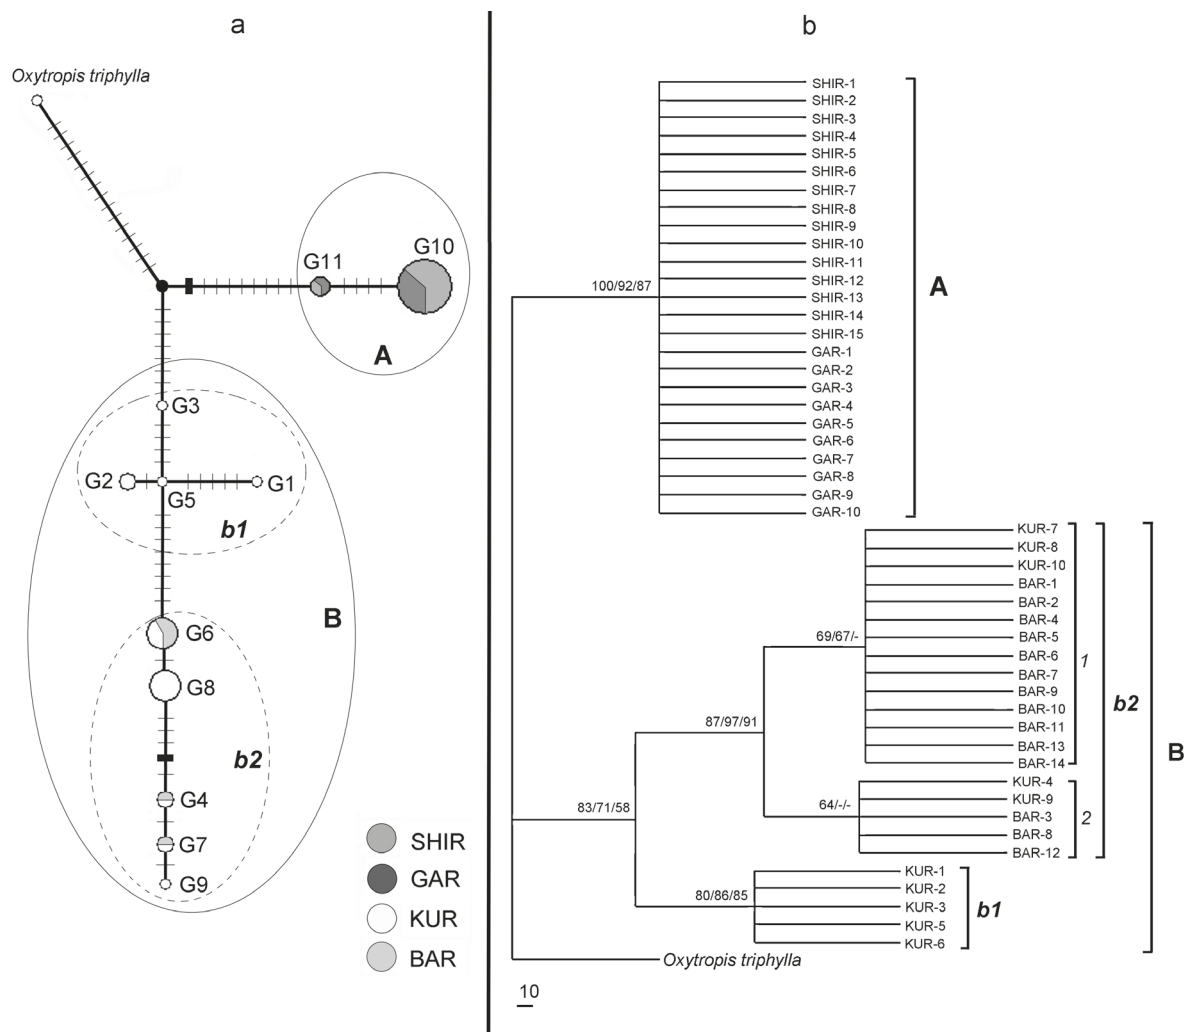 a
Oxytropis triphylla
G11
G10
A
G3
G2
G5
G1
b1
B
G6
G8
b2
G4
G7
G9
SHIR
GAR
KUR
BAR
b
SHIR-1
SHIR-2
SHIR-3
SHIR-4
SHIR-5
SHIR-6
SHIR-7
SHIR-8
SHIR-9
SHIR-10
SHIR-11
SHIR-12
100/92/87
SHIR-13
A
SHIR-14
SHIR-15
GAR-1
GAR-2
GAR-3
GAR-4
GAR-5
GAR-6
GAR-7
GAR-8
GAR-9
GAR-10
KUR-7
KUR-8
KUR-10
BAR-1
BAR-2
BAR-4
69/67/-
BAR-5
BAR-6
1
BAR-7
BAR-9
b2
BAR-10
87/97/91
BAR-11
BAR-13
B
BAR-14
KUR-4
KUR-9
83/71/58
64/-/-
BAR-3
2
BAR-8
BAR-12
KUR-1
KUR-2
80/86/85
KUR-3
b1
KUR-5
KUR-6
Oxytropis triphylla
10